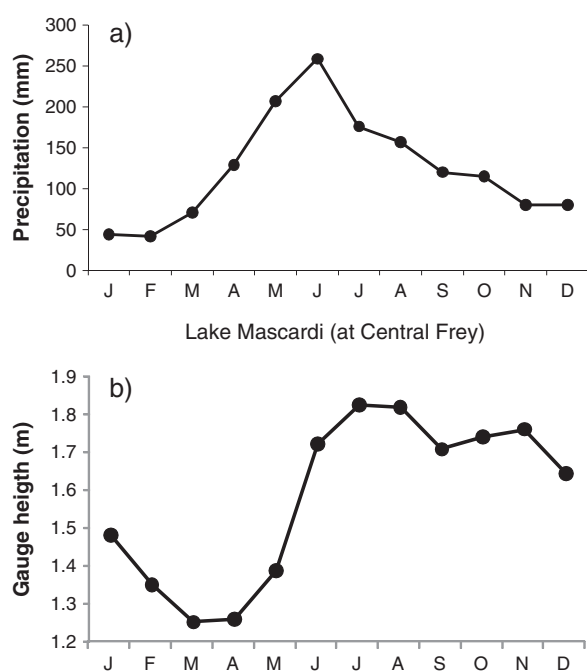 a)
Precipitation (mm)
300
250
200
150
100
50
0
J F M A M J J A S O N D
Lake Mascardi (at Central Frey)
b)
Gauge heigth (m)
1.9
1.8
1.7
1.6
1.5
1.4
1.3
1.2
J F M A M J J A S O N D